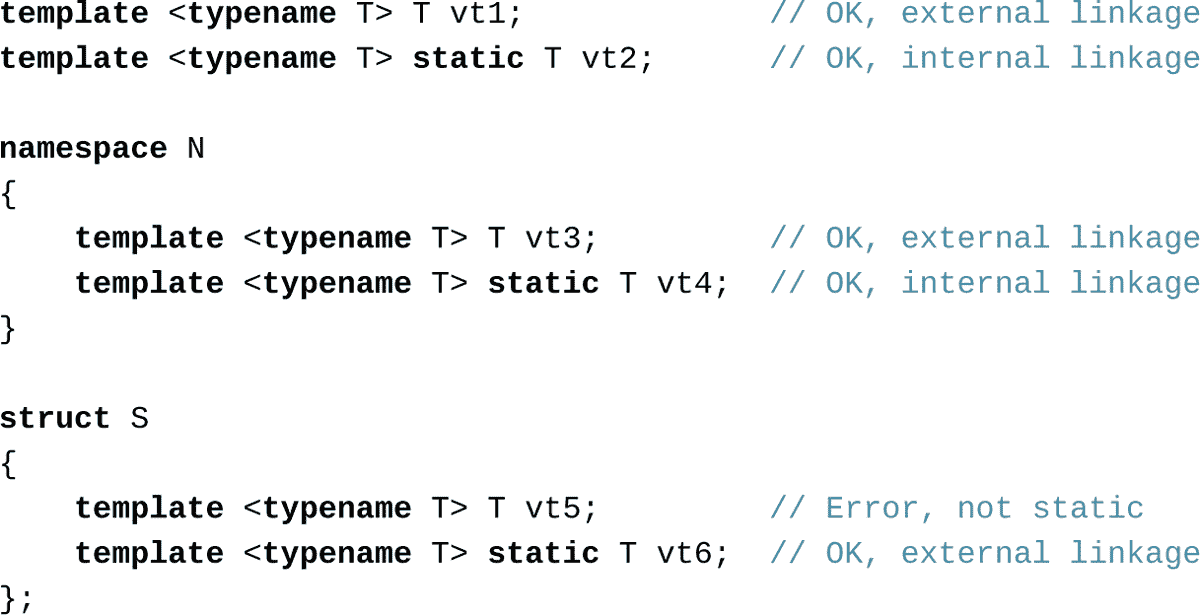 template <typename T> T vt1;             // OK, external linkage
template <typename T> static T vt2;      // OK, internal linkage

namespace N
{
    template <typename T> T vt3;         // OK, external linkage
    template <typename T> static T vt4;  // OK, internal linkage
}

struct S
{
    template <typename T> T vt5;         // Error, not static
    template <typename T> static T vt6;  // OK, external linkage
};